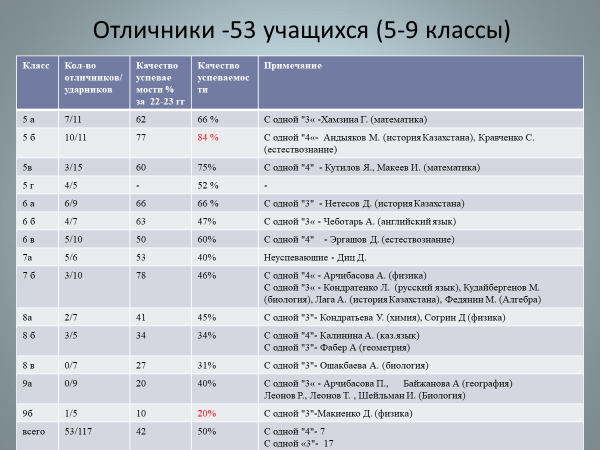 Отличники -53 учащихся (5-9 классы)
Класс Кол-во отличников/ ударников Качество успевае мости % за 22-23 гг Качество успеваемос ти Примечание
5 а 7/11 62 66 % С одной "3« -Хамзина Г. (математика)
5 б 10/11 77 84 % С одной "4«- Андыяков М. (история Казахстана), Кравченко С.
(естествознание)
5в 3/15 60 75% С одной "4" - Кутилов Я., Макеев И. (математика)
5 г 4/5 - 52 % -
6 а 6/9 66 66 % С одной "3" - Нетесов Д. (история Казахстана)
6 б 4/7 63 47% С одной "3« - Чеботарь А. (английский язык)
6 в 5/10 50 60% С одной "4" - Эргашов Д. (естествознание)
7а 5/6 53 40% Неуспевающие - Диц Д.
7 б 3/10 78 46% С одной "4« - Арчибасова А. (физика)
С одной "3« - Кондратенко Л. (русский язык), Кудайбергенов М.
(биология), Лага А. (история Казахстана), Федянин М. (Алгебра)
8а 2/7 41 45% С одной "3"- Кондратьева У. (химия), Согрин Д (физика)
8 б 3/5 34 34% С одной "4"- Калинина А. (каз.язык)
С одной "3"- Фабер А (геометрия)
8 в 0/7 27 31% С одной "3"- Ошакбаева А. (биология)
9а 0/9 20 40% С одной "3« - Арчибасова П., Байжанова А (география)
Леонов Р., Леонов Т. , Шейльман И. (Биология)
9б 1/5 10 20% С одной "3"-Макиенко Д. (физика)
всего 53/117 42 50% С одной "4"- 7
С одной «3"- 17